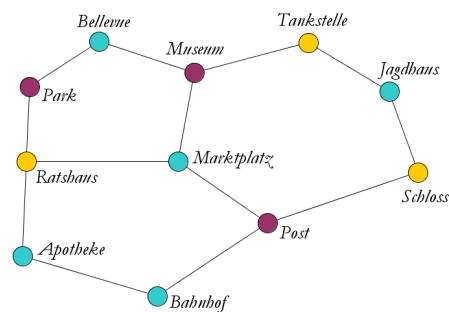 Bellevue
Tankstelle
Museum
Jagdhaus
Park
Marktplatz
Ratshaus
Schloss
Post
Apotheke
Bahnhof